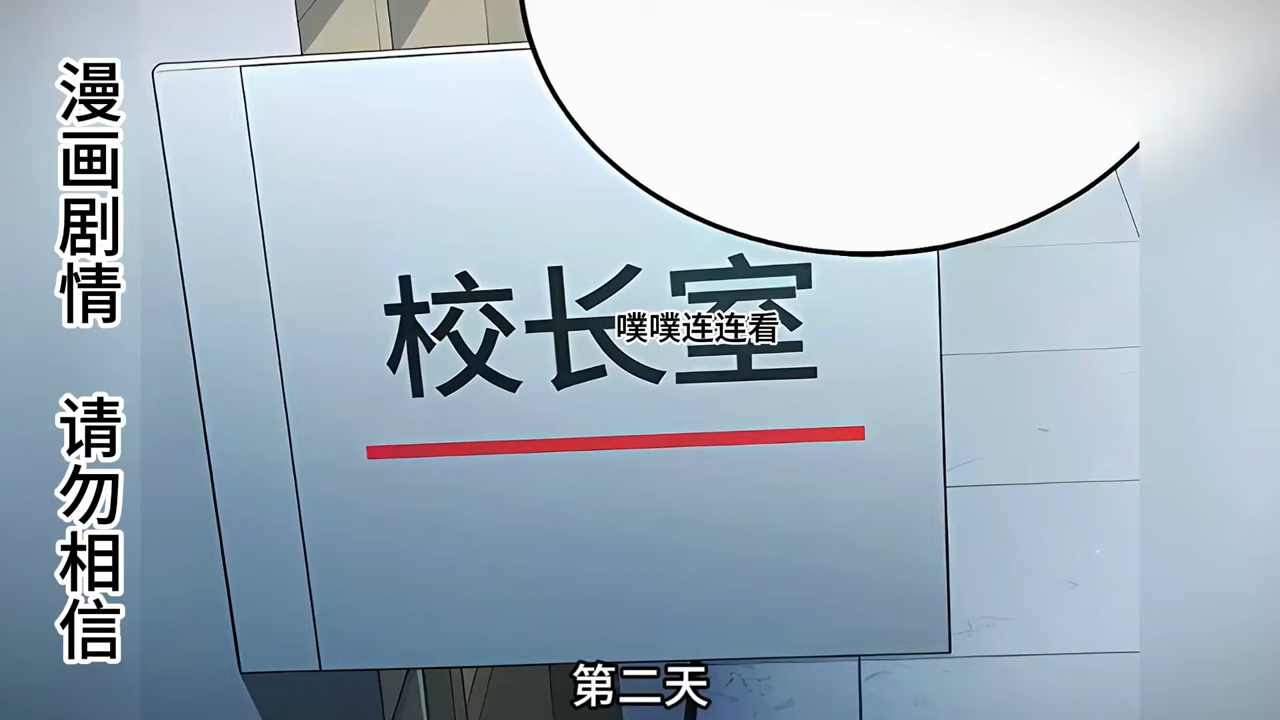 漫画剧情 请勿相信
校长室
噗噗连连看
第二天